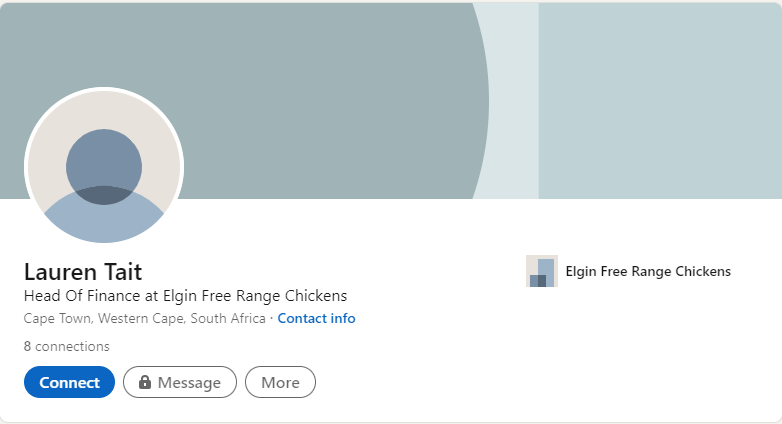 Lauren Tait
Head Of Finance at Elgin Free Range Chickens
Cape Town, Western Cape, South Africa · Contact info
8 connections
Connect
Message
More
Elgin Free Range Chickens